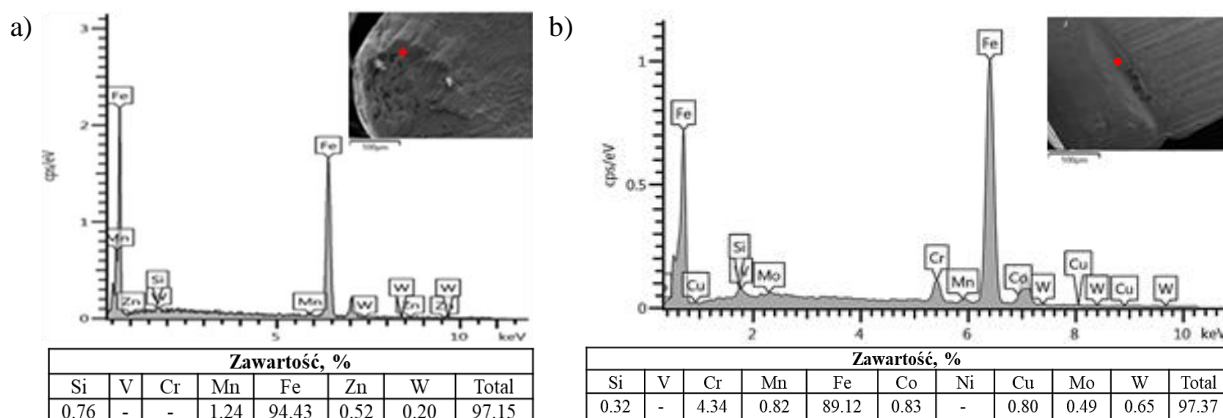 a)
3
2
1
0
cps/eV
Fe
Mn
Zn
Si
W
Mn
Fe
W
W
Zn
W
Zn
5
10
keV
100µm
Zawartość, %
Si V Cr Mn Fe Zn W Total
0.76 - - 1.24 94.43 0.52 0.20 97.15
b)
1
0.5
0
cps/eV
Fe
Cu
Si
W
Mo
Cr
Mn
Fe
Co
W
Cu
W
Cu
W
2
4
6
8
10
keV
100µm
Zawartość, %
Si V Cr Mn Fe Co Ni Cu Mo W Total
0.32 - 4.34 0.82 89.12 0.83 - 0.80 0.49 0.65 97.37